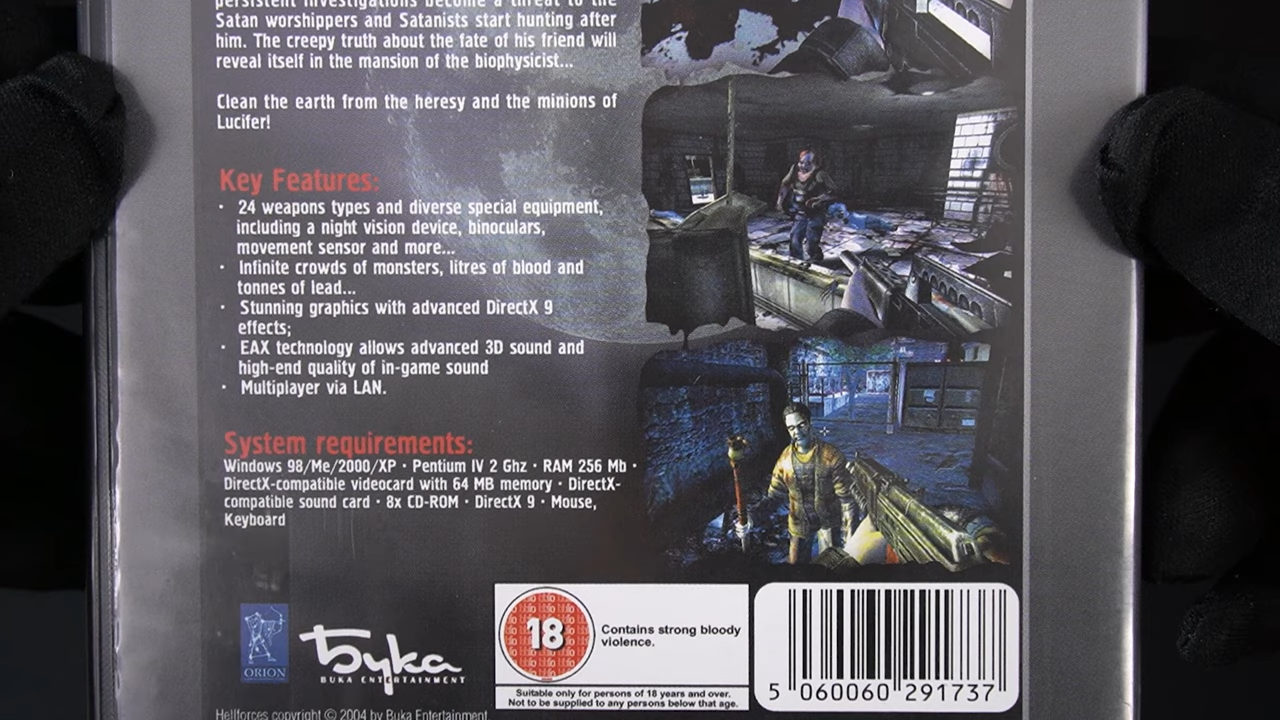 persistent investigations become a threat to the
Satan worshippers and Satanists start hunting after
him. The creepy truth about the fate of his friend will
reveal itself in the mansion of the biophysicist...
Clean the earth from the heresy and the minions of
Lucifer!
Key Features:
· 24 weapons types and diverse special equipment,
including a night vision device, binoculars,
movement sensor and more...
· Infinite crowds of monsters, litres of blood and
tonnes of lead...
· Stunning graphics with advanced DirectX 9
effects;
· EAX technology allows advanced 3D sound and
high-end quality of in-game sound
· Multiplayer via LAN.
System requirements:
Windows 98/Me/2000/XP · Pentium IV 2 Ghz · RAM 256 Mb ·
DirectX-compatible videocard with 64 MB memory · DirectX-
compatible sound card · 8x CD-ROM · DirectX 9 · Mouse,
Keyboard
ORION
Бука
BUKA ENTERTAINMENT
18
Contains strong bloody
violence.
Suitable only for persons of 18 years and over.
Not to be supplied to any persons below that age.
5 060060 291737
Hellforces copyright © 2004 by Buka Entertainment